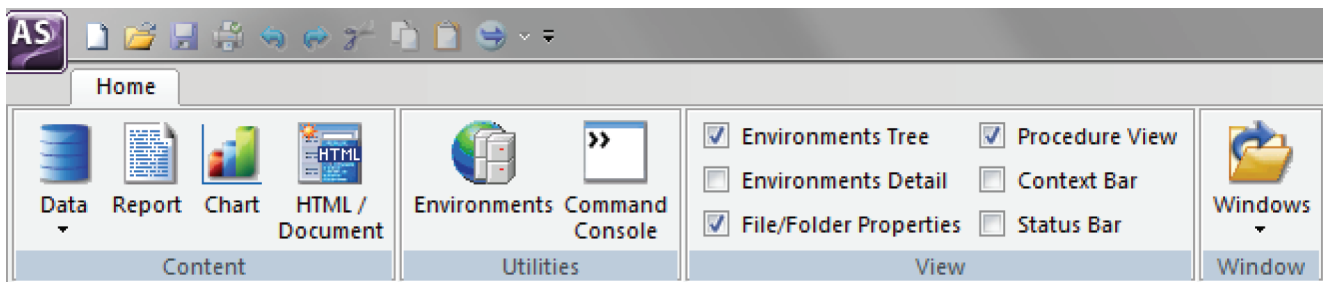 AS
Home
Data
Report
Chart
HTML
HTML /
Document
Content
Environments
Command
Console
Utilities
Environments Tree
Environments Detail
File/Folder Properties
Procedure View
Context Bar
Status Bar
View
Windows
Window